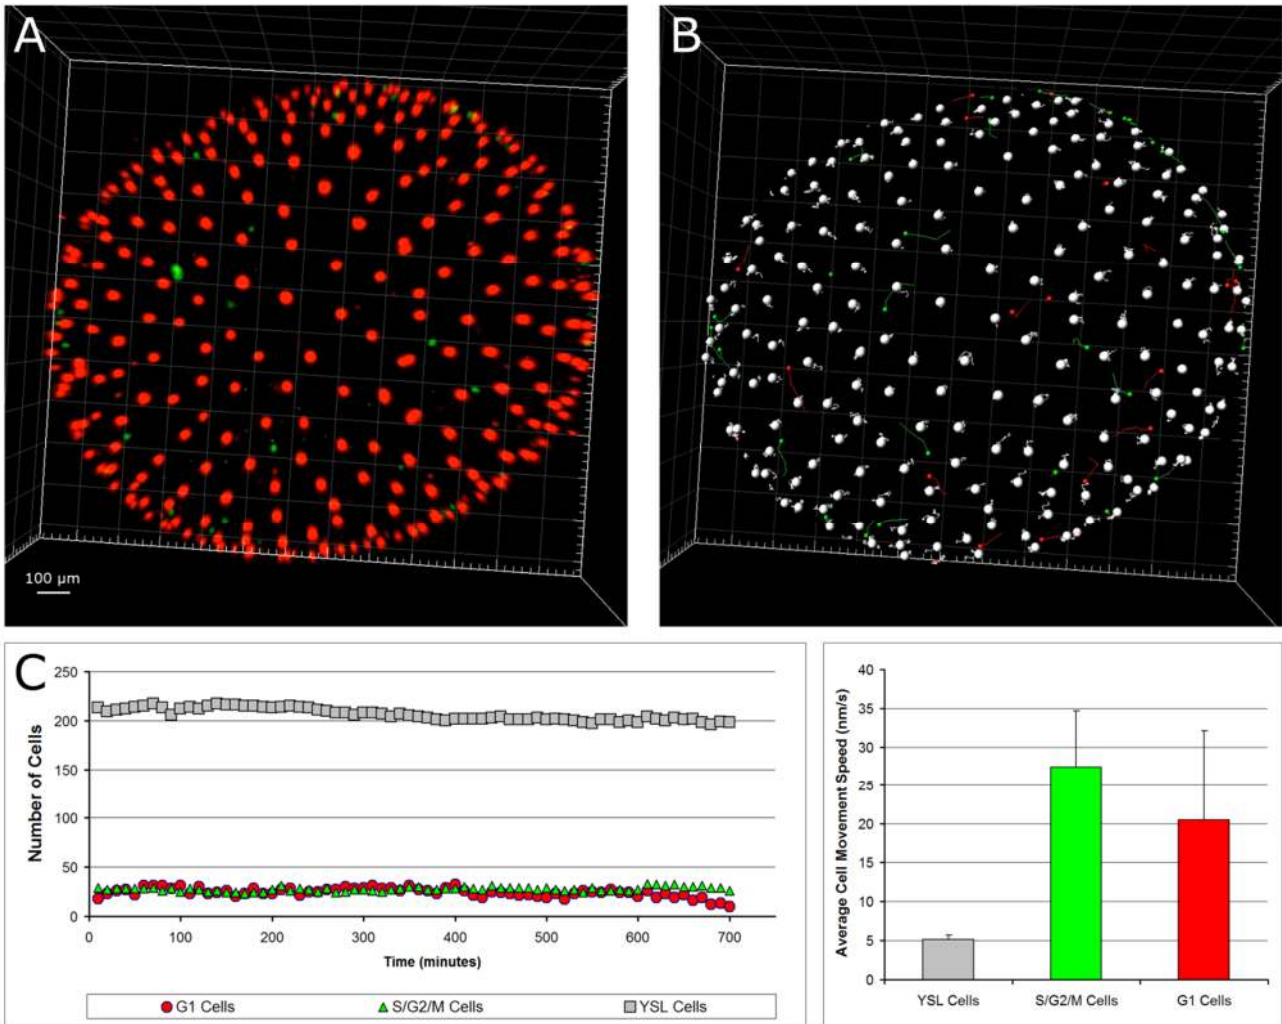 A
B
100 µm
C
250
200
150
100
50
0
Number of Cells
0 100 200 300 400 500 600 700
Time (minutes)
G1 Cells S/G2/M Cells YSL Cells
40
35
30
25
20
15
10
5
0
Average Cell Movement Speed (nm/s)
YSL Cells S/G2/M Cells G1 Cells